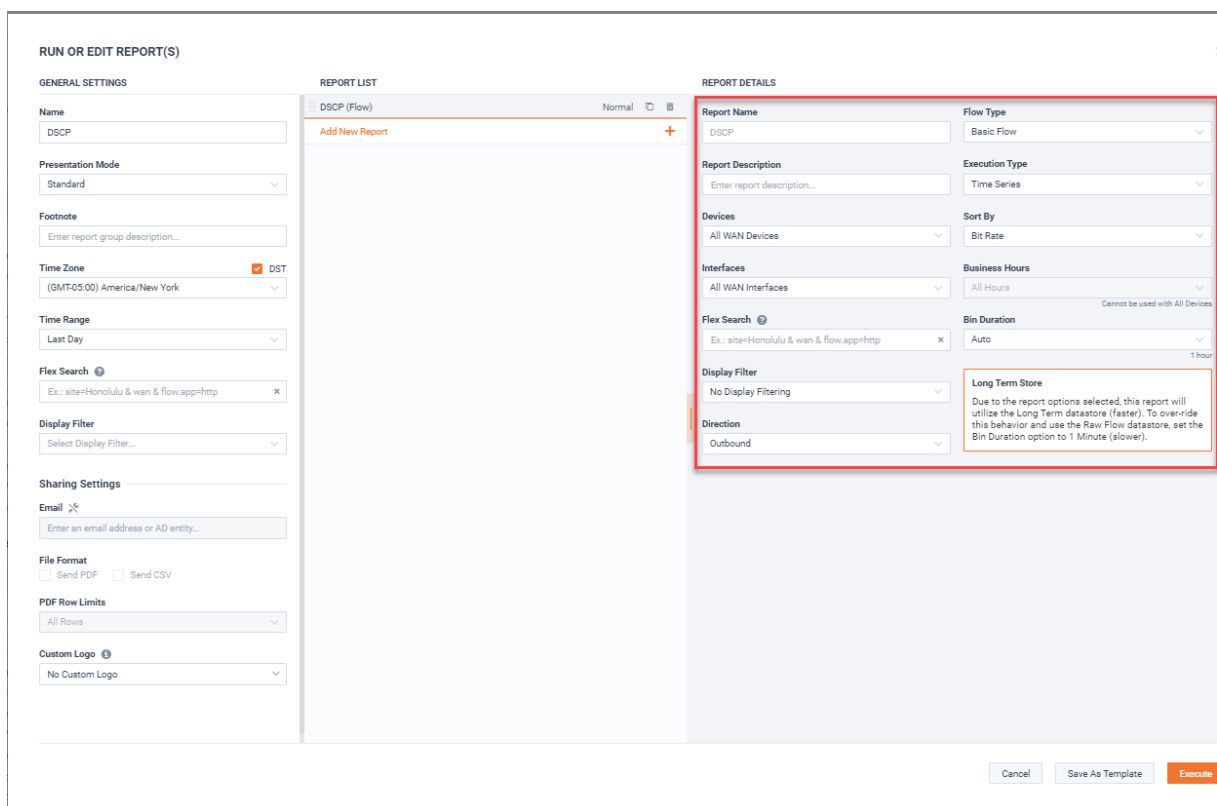 RUN OR EDIT REPORT(S)
GENERAL SETTINGS
Name
DSCP
Presentation Mode
Standard
Footnote
Enter report group description...
Time Zone
DST
(GMT-05:00) America/New York
Time Range
Last Day
Flex Search
Ex.: site=Honolulu & wan & flow.app=http
Display Filter
Select Display Filter...
Sharing Settings
Email
Enter an email address or AD entity...
File Format
Send PDF Send CSV
PDF Row Limits
All Rows
Custom Logo
No Custom Logo
REPORT LIST
DSCP (Flow) Normal
Add New Report
REPORT DETAILS
Report Name
DSCP
Report Description
Enter report description...
Devices
All WAN Devices
Interfaces
All WAN Interfaces
Flex Search
Ex.: site=Honolulu & wan & flow.app=http
Display Filter
No Display Filtering
Direction
Outbound
Flow Type
Basic Flow
Execution Type
Time Series
Sort By
Bit Rate
Business Hours
All Hours
Cannot be used with All Devices
Bin Duration
Auto
1 hour
Long Term Store
Due to the report options selected, this report will
utilize the Long Term datastore (faster). To over-ride
this behavior and use the Raw Flow datastore, set the
Bin Duration option to 1 Minute (slower).
Cancel
Save As Template
Execute